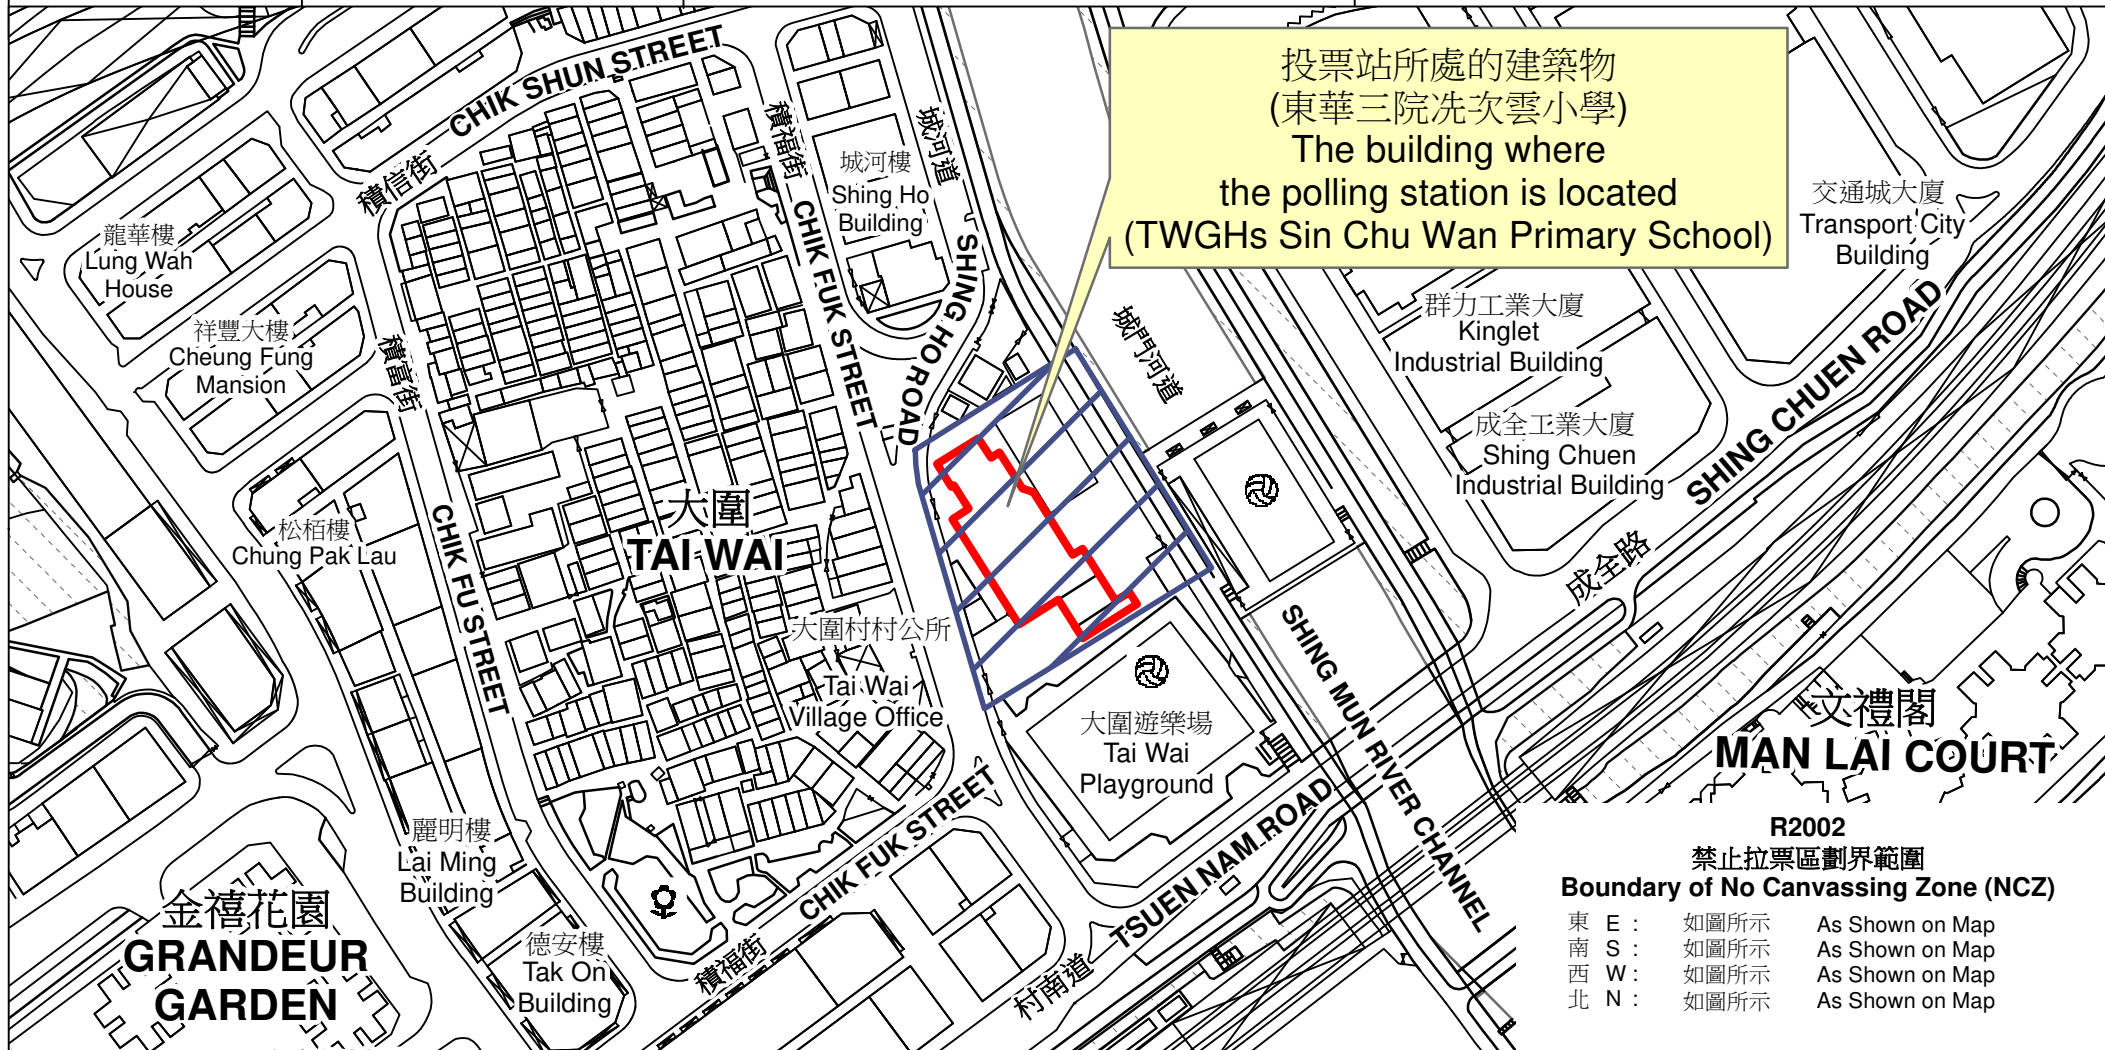 投票站所處的建築物
(東華三院冼次雲小學)
The building where
the polling station is located
(TWGHs Sin Chu Wan Primary School)
CHIK SHUN STREET
積信街
積福街
CHIK FUK STREET
城河樓
Shing Ho
Building
城河道
SHING HO ROAD
交通城大廈
Transport City
Building
龍華樓
Lung Wah
House
祥豐大樓
Cheung Fung
Mansion
積富街
CHIK FU STREET
城門河道
群力工業大廈
Kinglet
Industrial Building
成全工業大廈
Shing Chuen
Industrial Building
SHING CHUEN ROAD
成全路
松栢樓
Chung Pak Lau
大圍
TAI WAI
大圍村村公所
Tai Wai
Village Office
大圍遊樂場
Tai Wai
Playground
SHING MUN RIVER CHANNEL
文禮閣
MAN LAI COURT
麗明樓
Lai Ming
Building
CHIK FUK STREET
積福街
TSUEN NAM ROAD
村南道
金禧花園
GRANDEUR
GARDEN
德安樓
Tak On
Building
R2002
禁止拉票區劃界範圍
Boundary of No Canvassing Zone (NCZ)
東 E : 如圖所示 As Shown on Map
南 S : 如圖所示 As Shown on Map
西 W : 如圖所示 As Shown on Map
北 N : 如圖所示 As Shown on Map